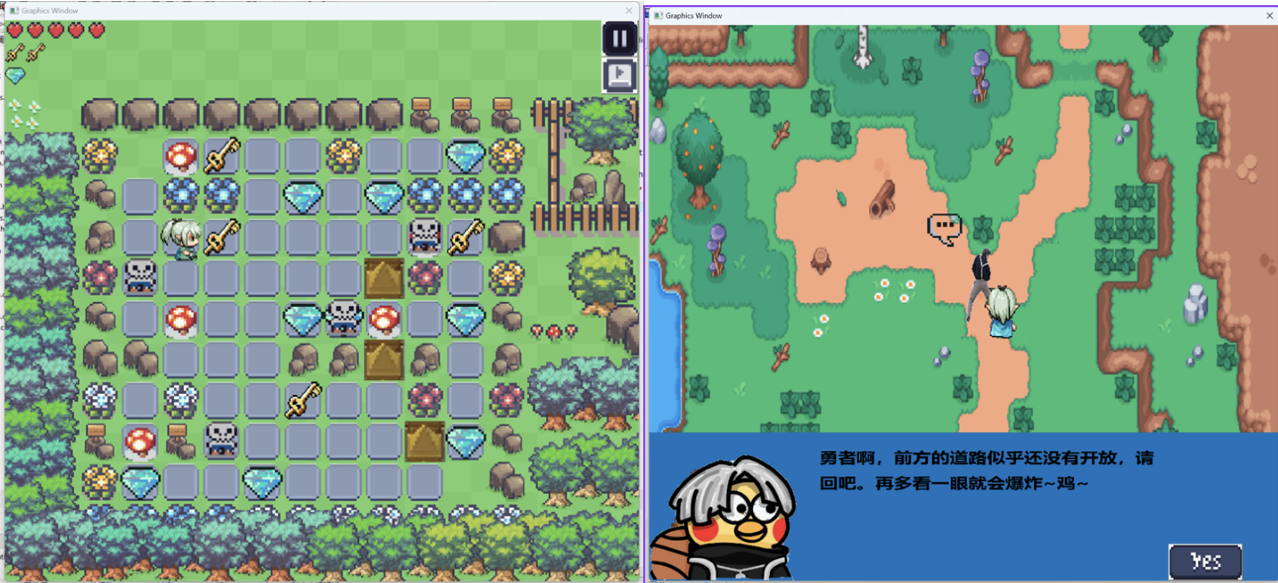 Graphics Window
Graphics Window
勇者啊，前方的道路似乎还没有开放，请
回吧。再多看一眼就会爆炸~鸡~
Yes